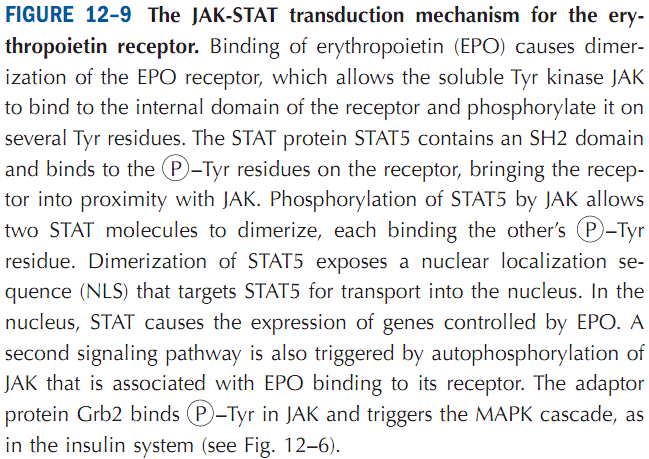 FIGURE 12–9 The JAK-STAT transduction mechanism for the ery-
thropoietin receptor. Binding of erythropoietin (EPO) causes dimer-
ization of the EPO receptor, which allows the soluble Tyr kinase JAK
to bind to the internal domain of the receptor and phosphorylate it on
several Tyr residues. The STAT protein STAT5 contains an SH2 domain
and binds to the Ⓟ–Tyr residues on the receptor, bringing the recep-
tor into proximity with JAK. Phosphorylation of STAT5 by JAK allows
two STAT molecules to dimerize, each binding the other’s Ⓟ–Tyr
residue. Dimerization of STAT5 exposes a nuclear localization se-
quence (NLS) that targets STAT5 for transport into the nucleus. In the
nucleus, STAT causes the expression of genes controlled by EPO. A
second signaling pathway is also triggered by autophosphorylation of
JAK that is associated with EPO binding to its receptor. The adaptor
protein Grb2 binds Ⓟ–Tyr in JAK and triggers the MAPK cascade, as
in the insulin system (see Fig. 12–6).